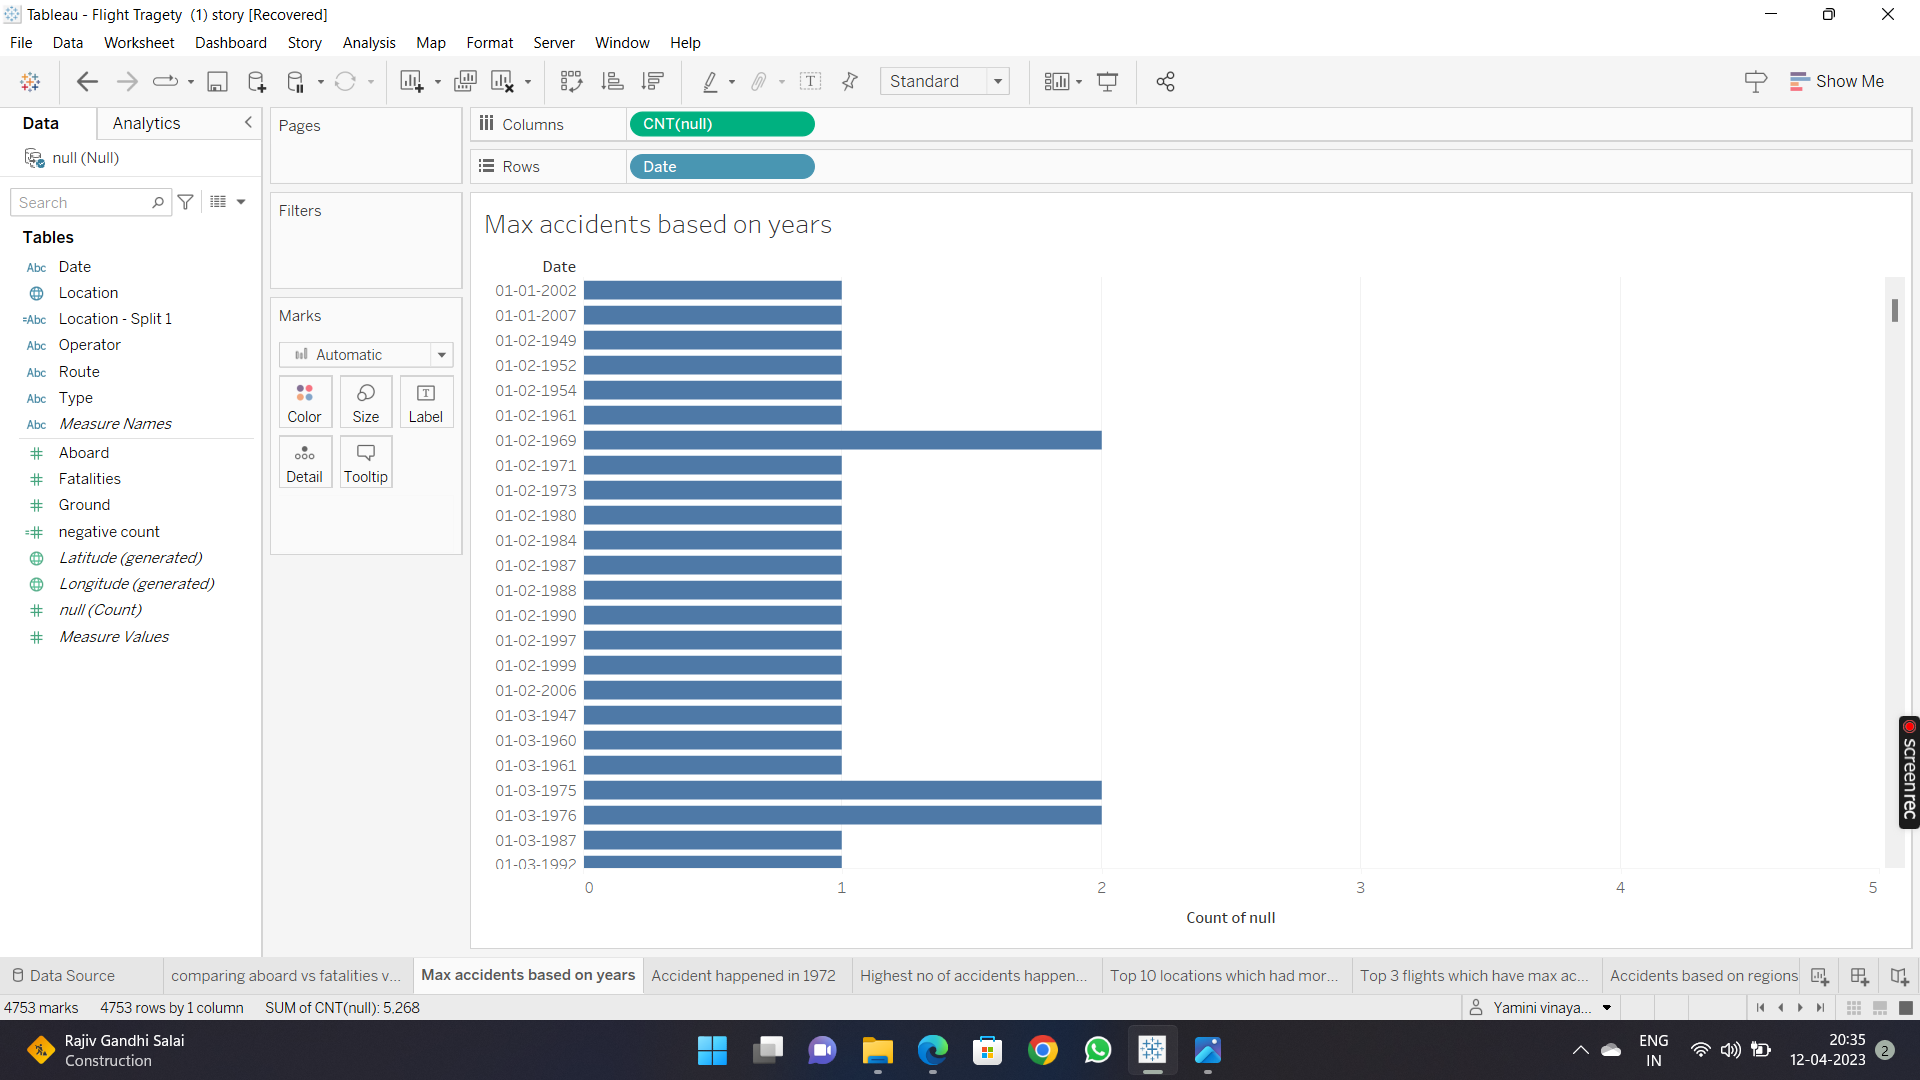 Tableau - Flight Tragety  (1) story [Recovered]
File Data Worksheet Dashboard Story Analysis Map Format Server Window Help
Standard
Show Me
Data Analytics
null (Null)
Search
Tables
Abc Date
Location
=Abc Location - Split 1
Abc Operator
Abc Route
Abc Type
Abc Measure Names
# Aboard
# Fatalities
# Ground
=# negative count
Latitude (generated)
Longitude (generated)
# null (Count)
# Measure Values
Pages
Filters
Marks
Automatic
Color Size Label
Detail Tooltip
Columns CNT(null)
Rows Date
Max accidents based on years
Date
01-01-2002
01-01-2007
01-02-1949
01-02-1952
01-02-1954
01-02-1961
01-02-1969
01-02-1971
01-02-1973
01-02-1980
01-02-1984
01-02-1987
01-02-1988
01-02-1990
01-02-1997
01-02-1999
01-02-2006
01-03-1947
01-03-1960
01-03-1961
01-03-1975
01-03-1976
01-03-1987
01-03-1992
0 1 2 3 4 5
Count of null
screenrec
Data Source comparing aboard vs fatalities v... Max accidents based on years Accident happened in 1972 Highest no of accidents happen... Top 10 locations which had mor... Top 3 flights which have max ac... Accidents based on regions
4753 marks 4753 rows by 1 column SUM of CNT(null): 5,268 Yamini vinaya...
Rajiv Gandhi Salai
Construction
ENG
IN
20:35
12-04-2023
2